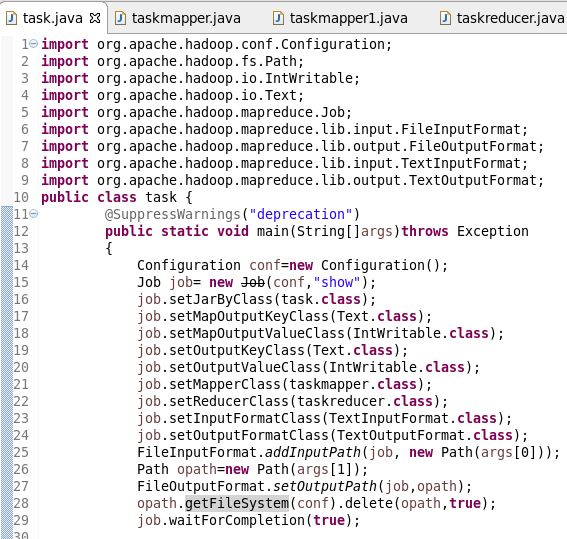 task.java taskmapper.java taskmapper1.java taskreducer.java
1 import org.apache.hadoop.conf.Configuration;
2 import org.apache.hadoop.fs.Path;
3 import org.apache.hadoop.io.IntWritable;
4 import org.apache.hadoop.io.Text;
5 import org.apache.hadoop.mapreduce.Job;
6 import org.apache.hadoop.mapreduce.lib.input.FileInputFormat;
7 import org.apache.hadoop.mapreduce.lib.output.FileOutputFormat;
8 import org.apache.hadoop.mapreduce.lib.input.TextInputFormat;
9 import org.apache.hadoop.mapreduce.lib.output.TextOutputFormat;
10 public class task {
11 @SuppressWarnings("deprecation")
12 public static void main(String[]args)throws Exception
13 {
14 Configuration conf=new Configuration();
15 Job job= new Job(conf,"show");
16 job.setJarByClass(task.class);
17 job.setMapOutputKeyClass(Text.class);
18 job.setMapOutputValueClass(IntWritable.class);
19 job.setOutputKeyClass(Text.class);
20 job.setOutputValueClass(IntWritable.class);
21 job.setMapperClass(taskmapper.class);
22 job.setReducerClass(taskreducer.class);
23 job.setInputFormatClass(TextInputFormat.class);
24 job.setOutputFormatClass(TextOutputFormat.class);
25 FileInputFormat.addInputPath(job, new Path(args[0]));
26 Path opath=new Path(args[1]);
27 FileOutputFormat.setOutputPath(job,opath);
28 opath.getFileSystem(conf).delete(opath,true);
29 job.waitForCompletion(true);
30